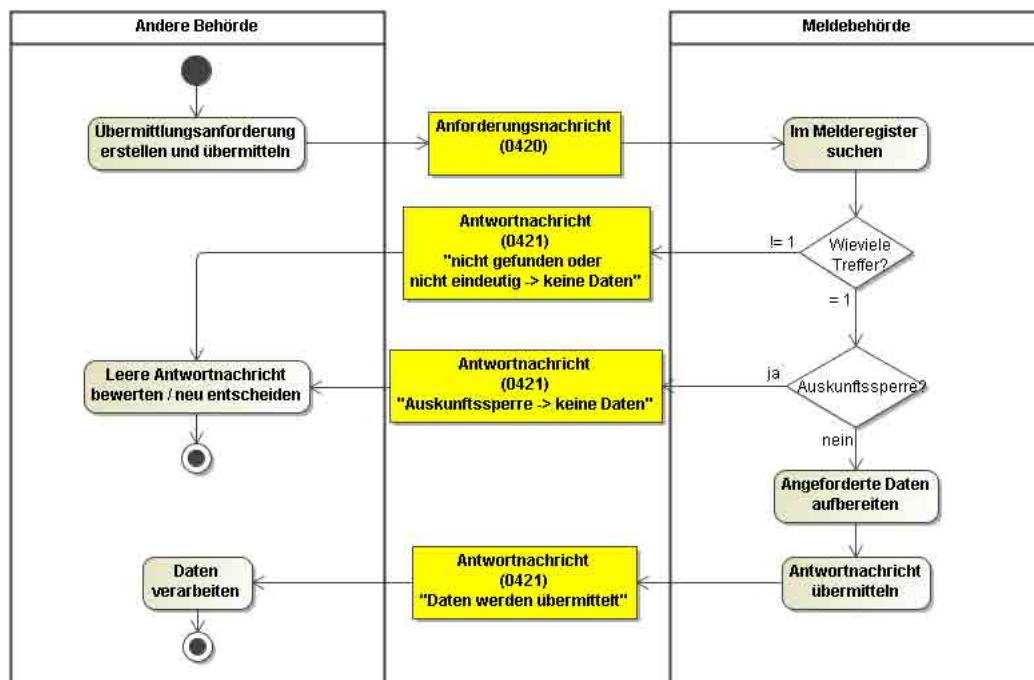 Andere Behörde
Meldebehörde
Übermittlungsanforderung
erstellen und übermitteln
Anforderungsnachricht
(0420)
Im Melderegister
suchen
Wieviele
Treffer?
!= 1
= 1
Antwortnachricht
(0421)
"nicht gefunden oder
nicht eindeutig -> keine Daten"
Auskunftssperre?
ja
nein
Antwortnachricht
(0421)
"Auskunftssperre -> keine Daten"
Leere Antwortnachricht
bewerten / neu entscheiden
Angeforderte Daten
aufbereiten
Antwortnachricht
übermitteln
Antwortnachricht
(0421)
"Daten werden übermittelt"
Daten
verarbeiten